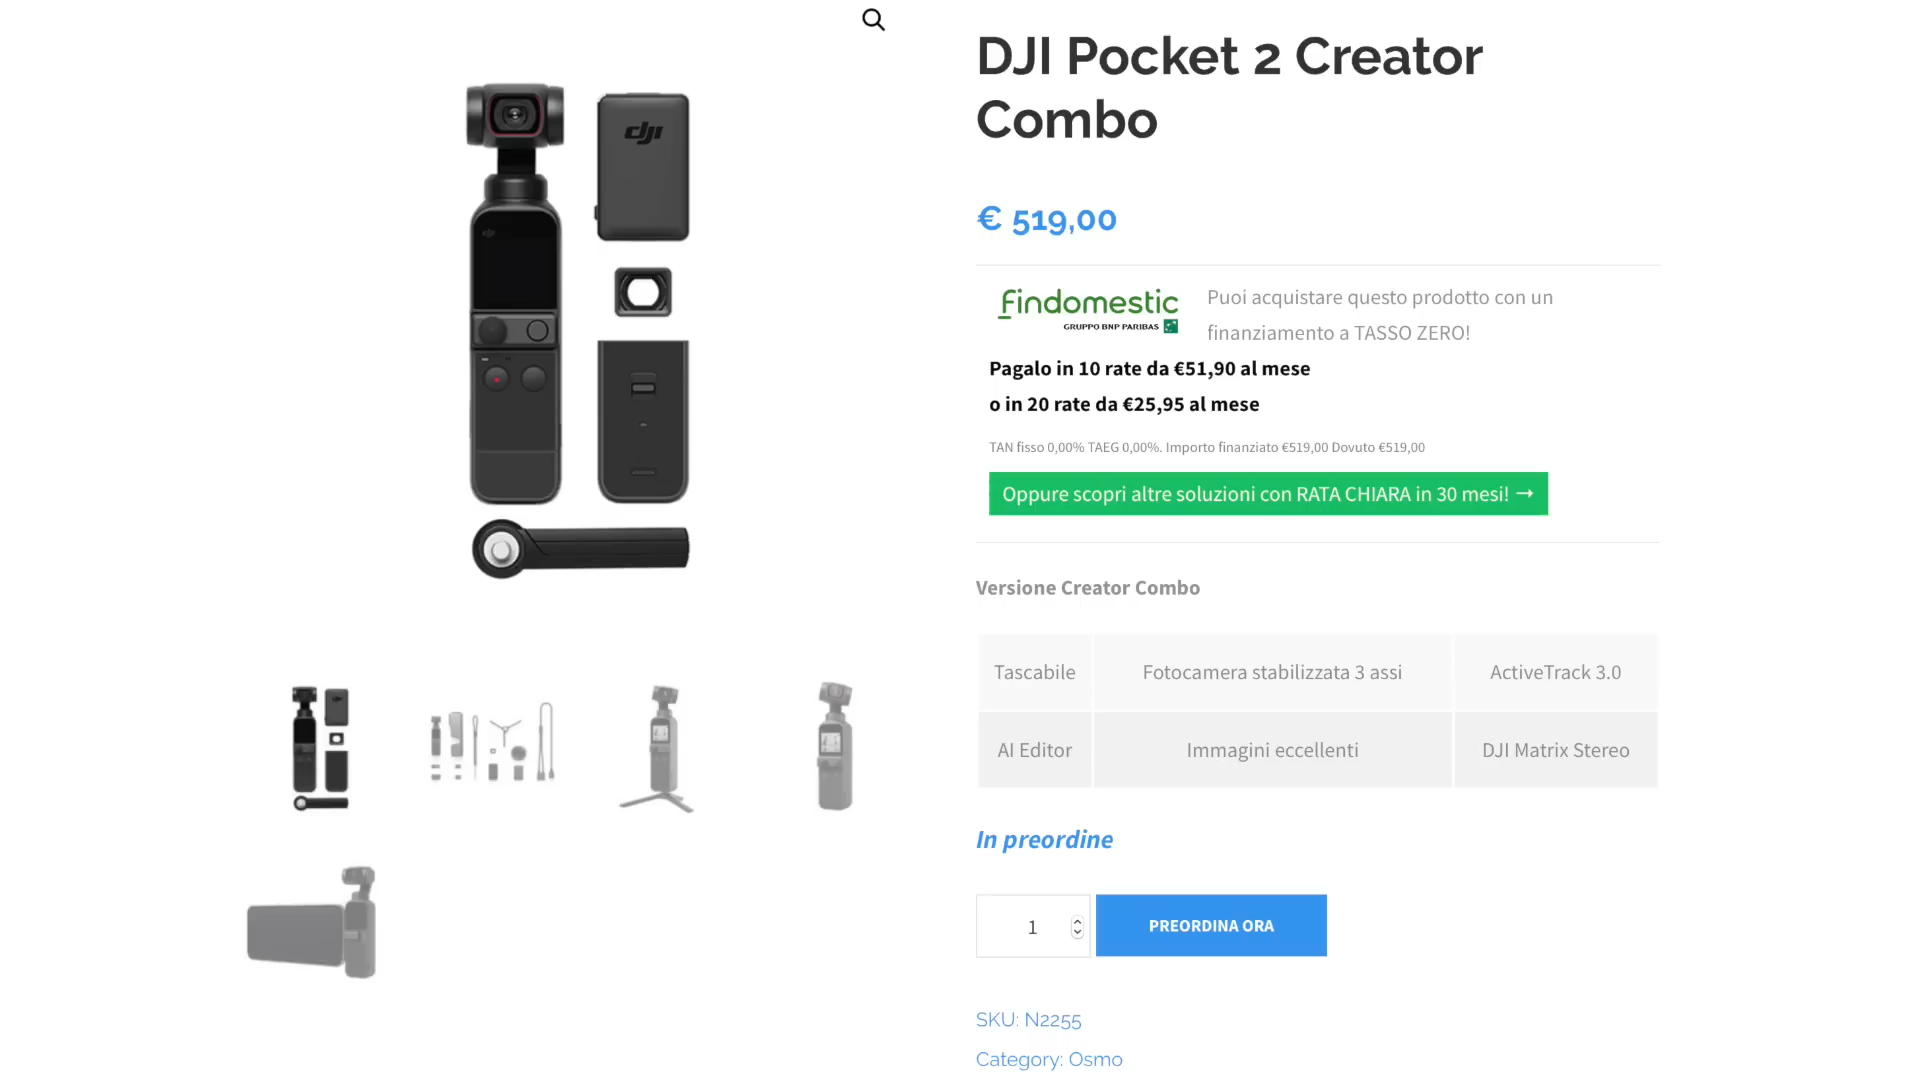 DJI Pocket 2 Creator
Combo
dji
€ 519,00
findomestic
GRUPPO BNP PARIBAS
Puoi acquistare questo prodotto con un
finanziamento a TASSO ZERO!
Pagalo in 10 rate da €51,90 al mese
o in 20 rate da €25,95 al mese
TAN fisso 0,00% TAEG 0,00%. Importo finanziato €519,00 Dovuto €519,00
Oppure scopri altre soluzioni con RATA CHIARA in 30 mesi! →
Versione Creator Combo
Tascabile Fotocamera stabilizzata 3 assi ActiveTrack 3.0
AI Editor Immagini eccellenti DJI Matrix Stereo
In preordine
1 PREORDINA ORA
SKU: N2255
Category: Osmo